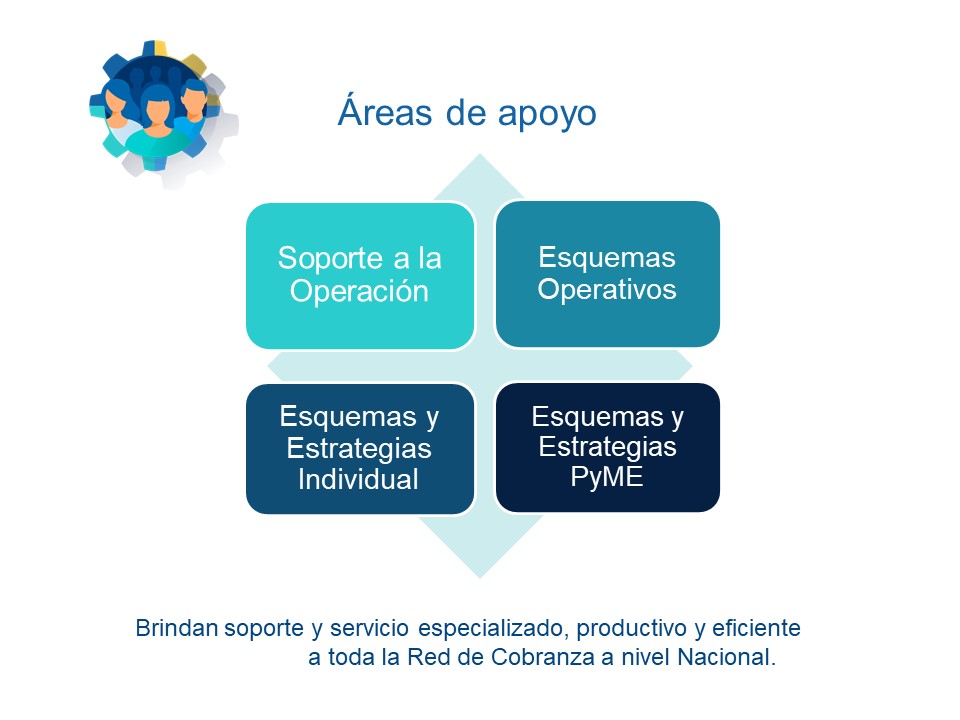 Áreas de apoyo
Soporte a la
Operación
Esquemas
Operativos
Esquemas y
Estrategias
Individual
Esquemas y
Estrategias
PyME
Brindan soporte y servicio especializado, productivo y eficiente
a toda la Red de Cobranza a nivel Nacional.